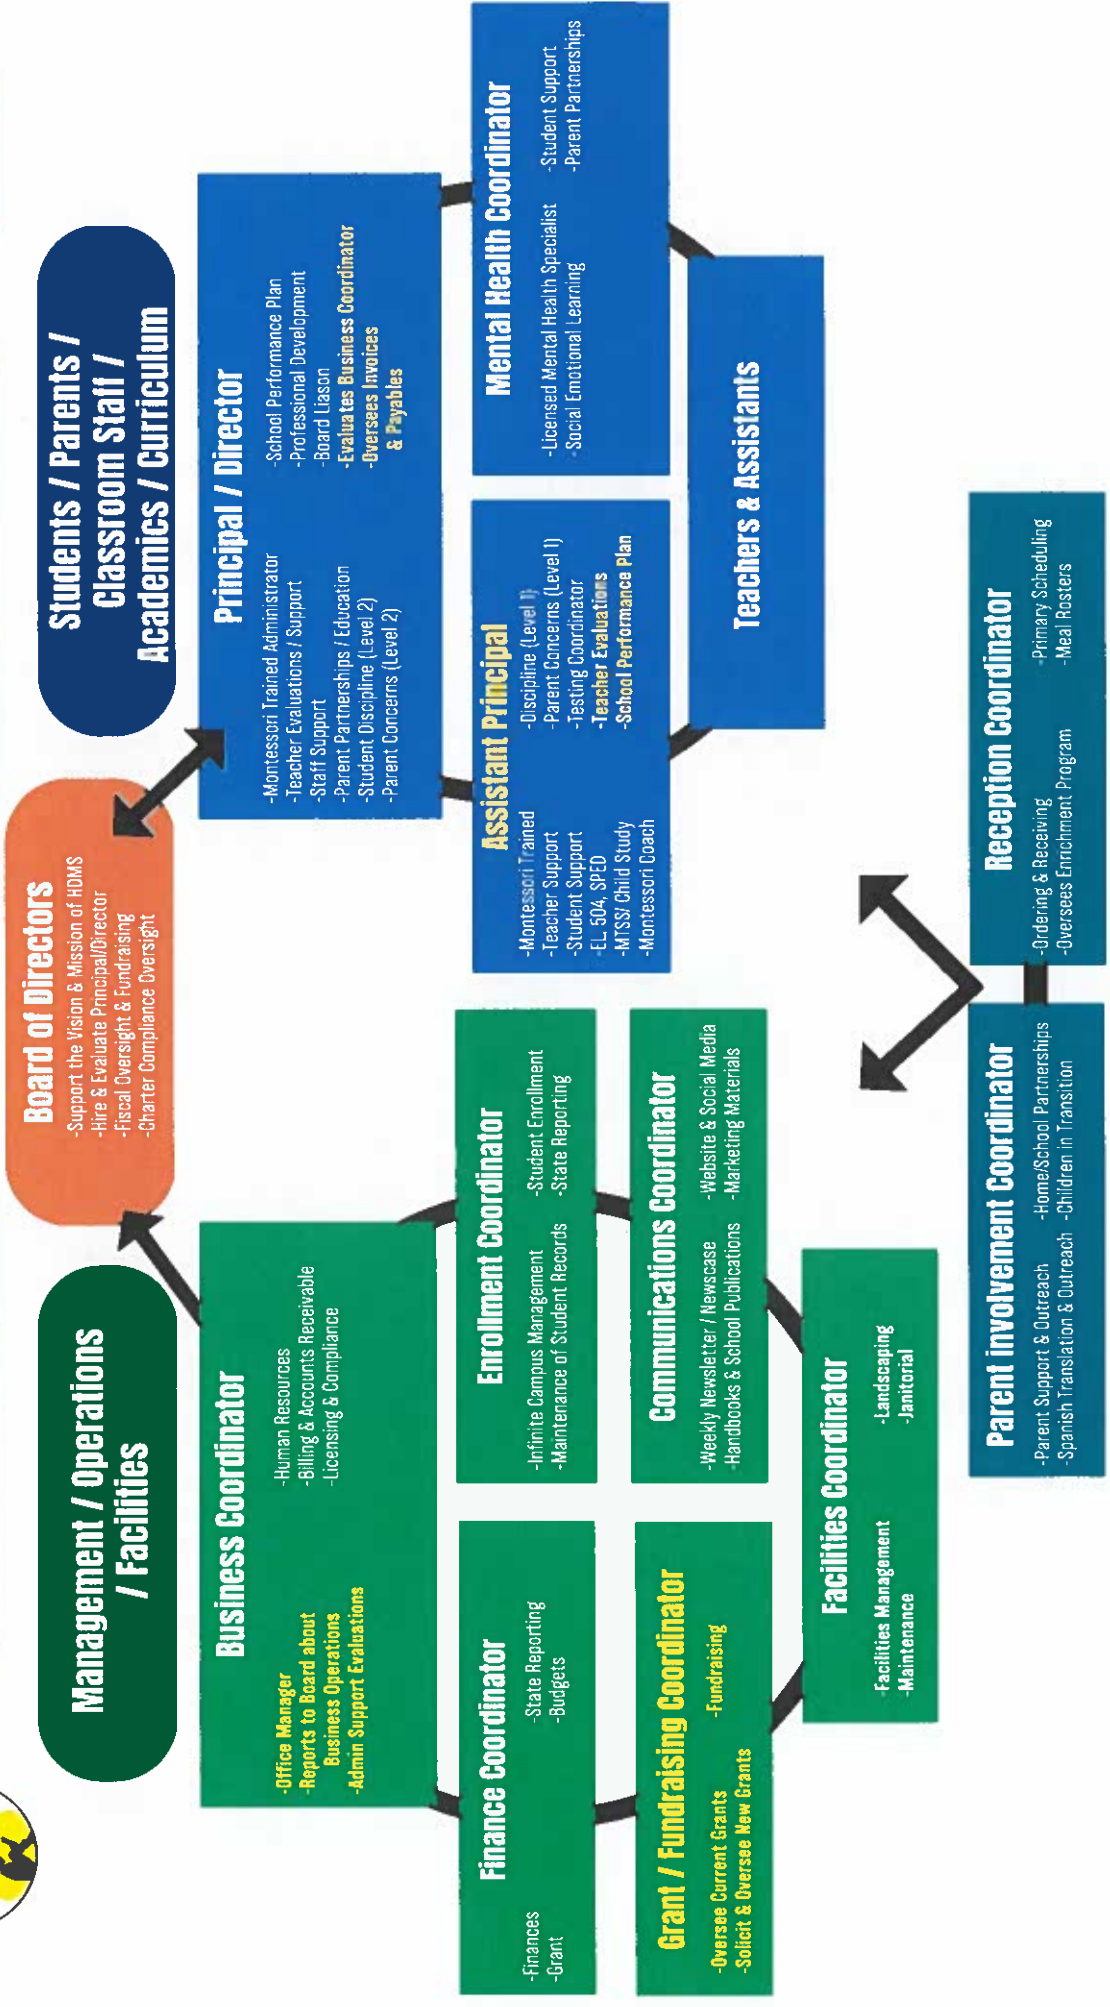 Board of Directors
-Support the Vision & Mission of HDMS
-Hire & Evaluate Principal/Director
-Fiscal Oversight & Fundraising
-Charter Compliance Oversight
Management / Operations
/ Facilities
Students / Parents /
Classroom Staff /
Academics / Curriculum
Business Coordinator
-Office Manager
-Reports to Board about
Business Operations
-Admin Support Evaluations
-Human Resources
-Billing & Accounts Receivable
-Licensing & Compliance
Principal / Director
-Montessori Trained Administrator
-Teacher Evaluations / Support
-Staff Support
-Parent Partnerships / Education
-Student Discipline (Level 2)
-Parent Concerns (Level 2)
-School Performance Plan
-Professional Development
-Board Liason
-Evaluates Business Coordinator
-Oversees Invoices
& Payables
Finance Coordinator
-Finances
-Grant
-State Reporting
-Budgets
Enrollment Coordinator
-Infinite Campus Management
-Maintenance of Student Records
-Student Enrollment
-State Reporting
Assistant Principal
-Montessori Trained
-Teacher Support
-Student Support
-EL, 504, SPED
-MTSS/ Child Study
-Montessori Coach
-Discipline (Level 1)
-Parent Concerns (Level 1)
-Testing Coordinator
-Teacher Evaluations
-School Performance Plan
Mental Health Coordinator
-Licensed Mental Health Specialist
-Social Emotional Learning
-Student Support
-Parent Partnerships
Grant / Fundraising Coordinator
-Oversee Current Grants
-Solicit & Oversee New Grants
-Fundraising
Communications Coordinator
-Weekly Newsletter / Newscase
-Handbooks & School Publications
-Website & Social Media
-Marketing Materials
Teachers & Assistants
Facilities Coordinator
-Facilities Management
-Maintenance
-Landscaping
-Janitorial
Parent involvement Coordinator
-Parent Support & Outreach
-Spanish Translation & Outreach
-Home/School Partnerships
-Children in Transition
Reception Coordinator
-Ordering & Receiving
-Oversees Enrichment Program
-Primary Scheduling
-Meal Rosters